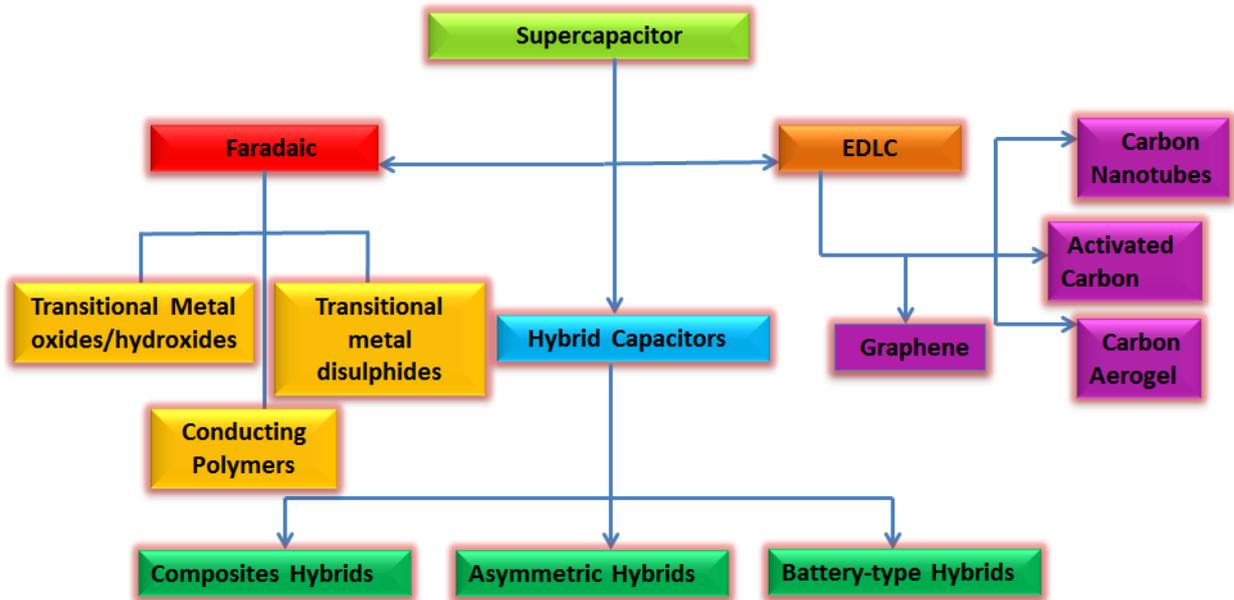 Supercapacitor
Faradaic
EDLC
Carbon
Nanotubes
Activated
Carbon
Transitional Metal
oxides/hydroxides
Transitional
metal
disulphides
Hybrid Capacitors
Graphene
Carbon
Aerogel
Conducting
Polymers
Composites Hybrids
Asymmetric Hybrids
Battery-type Hybrids